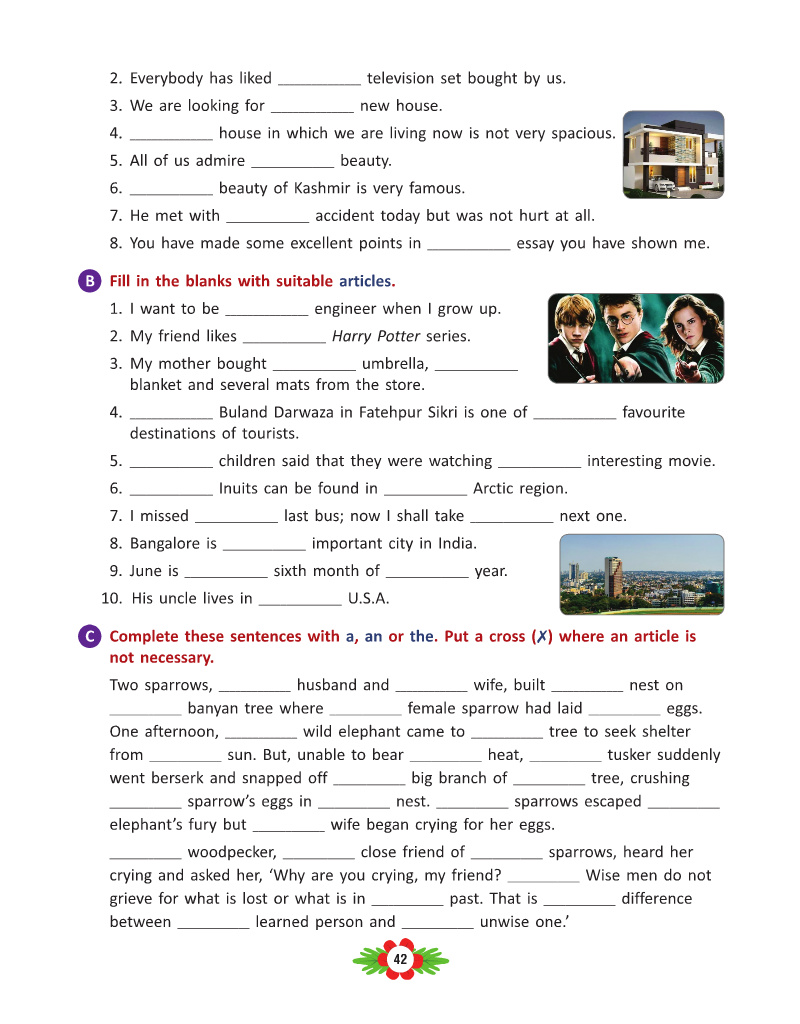 2. Everybody has liked __________ television set bought by us.
3. We are looking for __________ new house.
4. __________ house in which we are living now is not very spacious.
5. All of us admire __________ beauty.
6. __________ beauty of Kashmir is very famous.
7. He met with __________ accident today but was not hurt at all.
8. You have made some excellent points in __________ essay you have shown me.
B Fill in the blanks with suitable articles.
1. I want to be __________ engineer when I grow up.
2. My friend likes __________ Harry Potter series.
3. My mother bought __________ umbrella, __________
blanket and several mats from the store.
4. __________ Buland Darwaza in Fatehpur Sikri is one of __________ favourite
destinations of tourists.
5. __________ children said that they were watching __________ interesting movie.
6. __________ Inuits can be found in __________ Arctic region.
7. I missed __________ last bus; now I shall take __________ next one.
8. Bangalore is __________ important city in India.
9. June is __________ sixth month of __________ year.
10. His uncle lives in __________ U.S.A.
C Complete these sentences with a, an or the. Put a cross (✗) where an article is
not necessary.
Two sparrows, _________ husband and _________ wife, built _________ nest on
_________ banyan tree where _________ female sparrow had laid _________ eggs.
One afternoon, _________ wild elephant came to _________ tree to seek shelter
from _________ sun. But, unable to bear _________ heat, _________ tusker suddenly
went berserk and snapped off _________ big branch of _________ tree, crushing
_________ sparrow's eggs in _________ nest. _________ sparrows escaped _________
elephant's fury but _________ wife began crying for her eggs.
_________ woodpecker, _________ close friend of _________ sparrows, heard her
crying and asked her, 'Why are you crying, my friend? _________ Wise men do not
grieve for what is lost or what is in _________ past. That is _________ difference
between _________ learned person and _________ unwise one.'
42